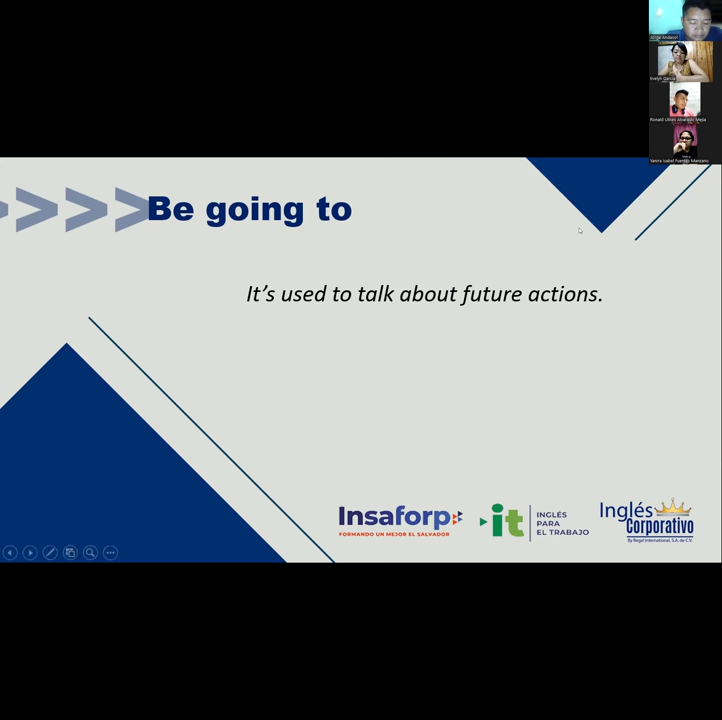 Jorge Andasol
Evelyn Garcia
Ronald Ulises Alvarado Mejia
Yanira Isabel Fuentes Manzano
>>>>Be going to
It's used to talk about future actions.
Insaforp
FORMANDO UN MEJOR EL SALVADOR
it
INGLÉS
PARA
EL TRABAJO
Inglés
Corporativo
By Regal International, S.A. de C.V.